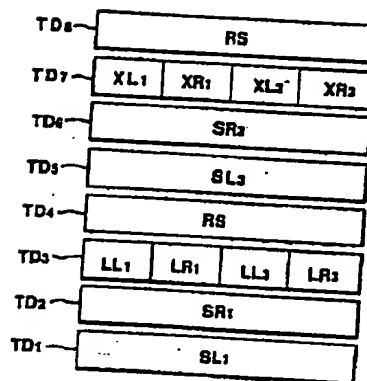 TD8 RS
TD7 XL1 XR1 XL3 XR3
TD6 SR3
TD5 SL3
TD4 RS
TD3 LL1 LR1 LL3 LR3
TD2 SR1
TD1 SL1